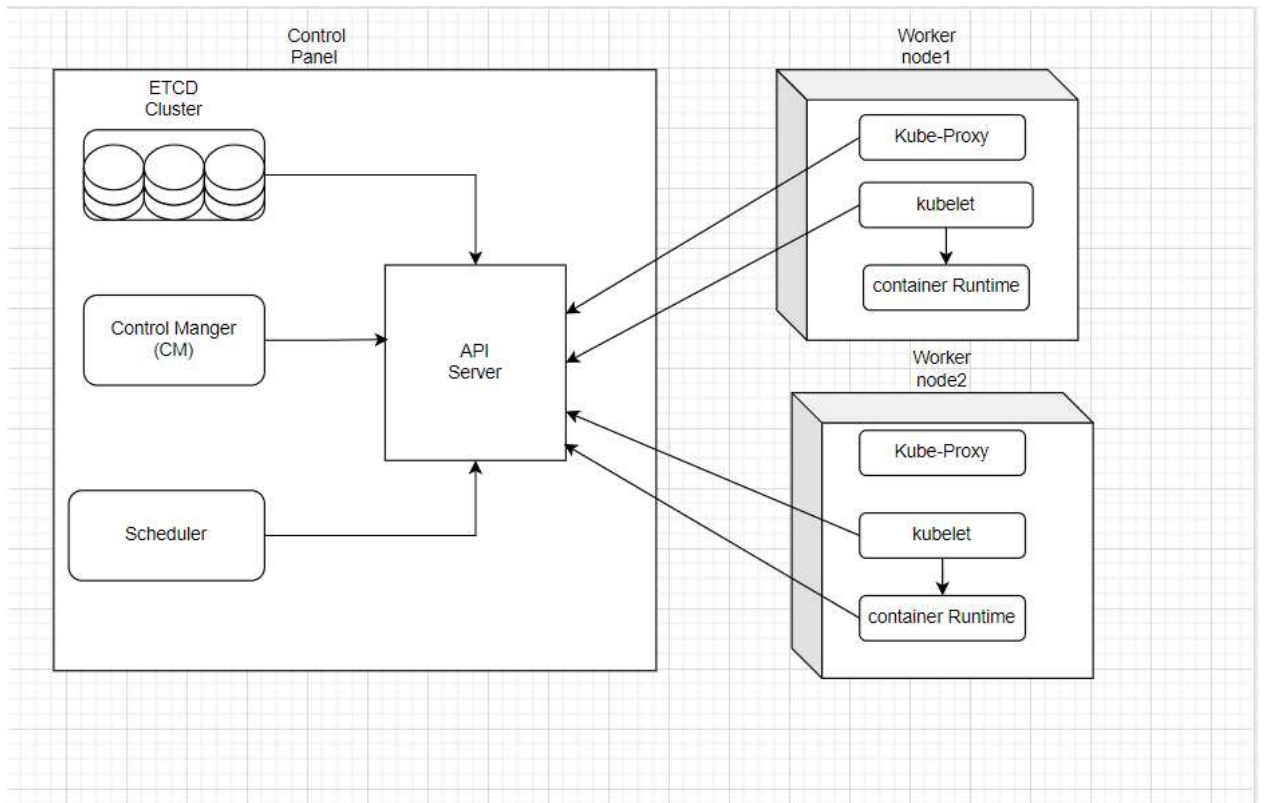 Control
Panel
ETCD
Cluster
Control Manger
(CM)
Scheduler
API
Server
Worker
node1
Kube-Proxy
kubelet
container Runtime
Worker
node2
Kube-Proxy
kubelet
container Runtime